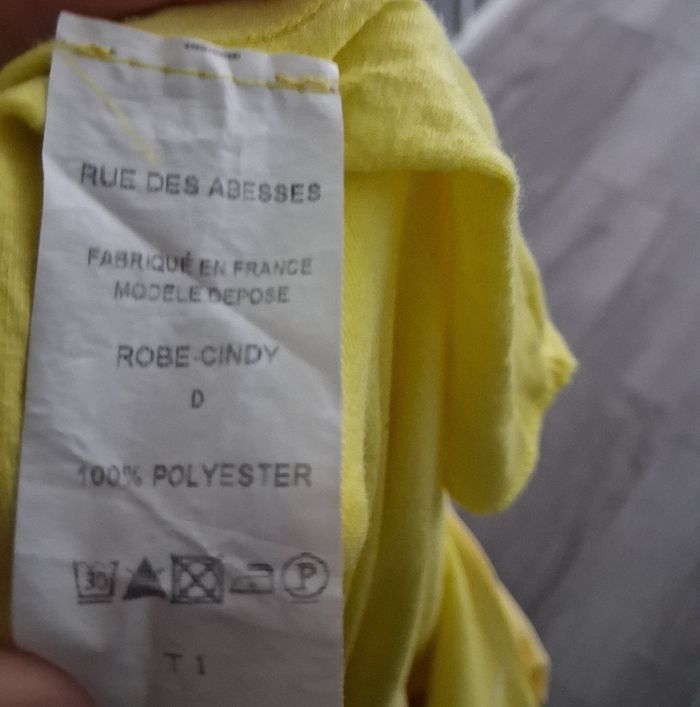 RUE DES ABESSES
FABRIQUÉ EN FRANCE
MODELE DEPOSE
ROBE-CINDY
D
100% POLYESTER
30 P
T 1